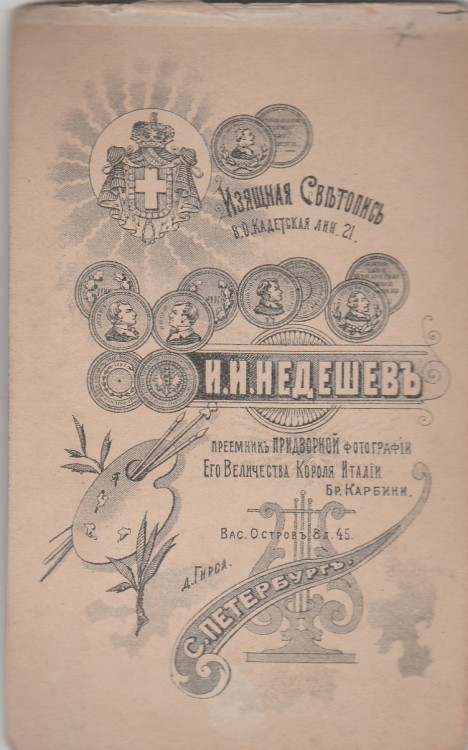 Изящная Свѣтопись
В.О. Кадетская лин. 21.
И.И. НЕДЕШЕВЪ
преемникъ ПРИДВОРНОЙ фотографіи
Его Величества Короля Италіи
Бр. Карбини.
Вас. Островъ 8 л. 45.
д. Гирса.
С. ПЕТЕРБУРГЪ.